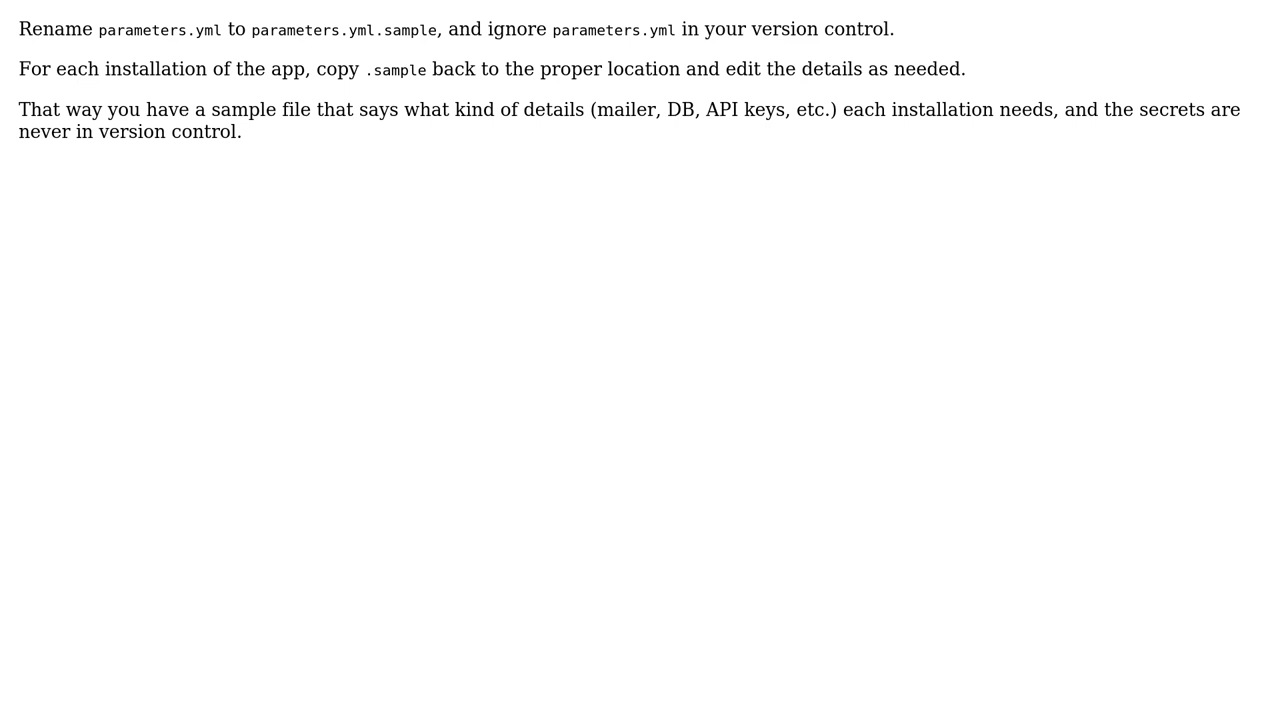 Rename parameters.yml to parameters.yml.sample, and ignore parameters.yml in your version control.
For each installation of the app, copy .sample back to the proper location and edit the details as needed.
That way you have a sample file that says what kind of details (mailer, DB, API keys, etc.) each installation needs, and the secrets are
never in version control.